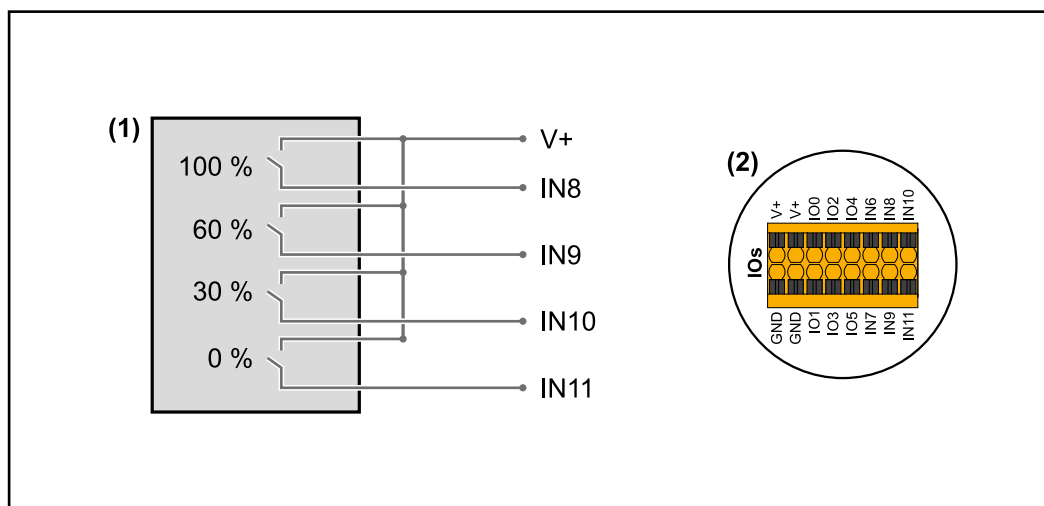 (1)
100 %
60 %
30 %
0 %
V+
IN8
IN9
IN10
IN11
(2)
V+
V+
IO0
IO2
IO4
IN6
IN8
IN10
IOs
GND
GND
IO1
IO3
IO5
IN7
IN9
IN11